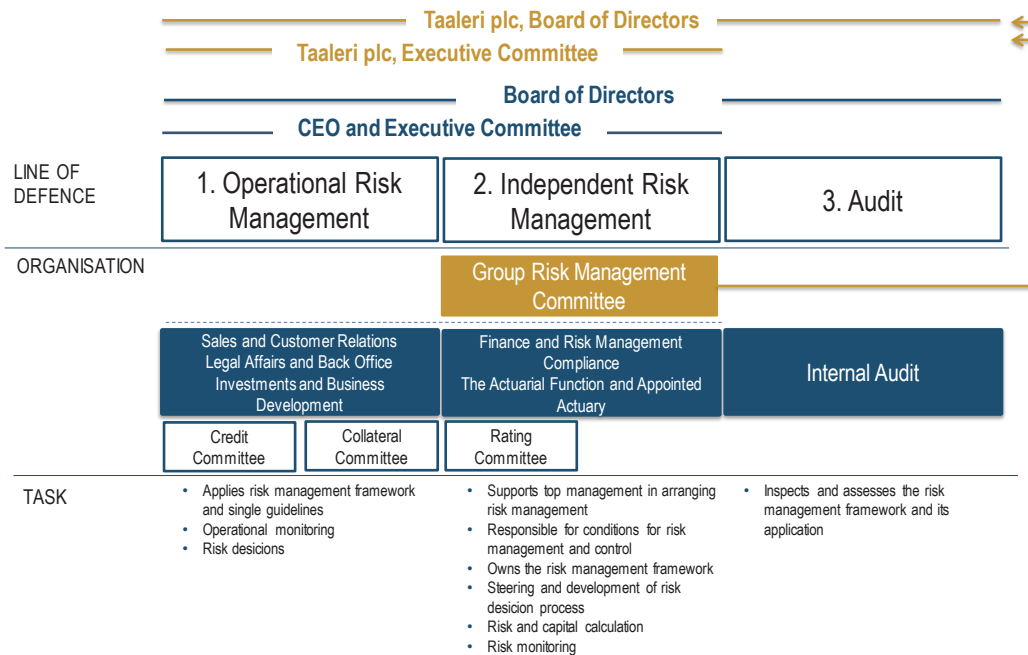 Taaleri plc, Board of Directors
Taaleri plc, Executive Committee
Board of Directors
CEO and Executive Committee
LINE OF
DEFENCE
1. Operational Risk
Management
2. Independent Risk
Management
3. Audit
ORGANISATION
Group Risk Management
Committee
Sales and Customer Relations
Legal Affairs and Back Office
Investments and Business
Development
Finance and Risk Management
Compliance
The Actuarial Function and Appointed
Actuary
Internal Audit
Credit
Committee
Collateral
Committee
Rating
Committee
TASK
• Applies risk management framework
and single guidelines
• Operational monitoring
• Risk desicions
• Supports top management in arranging
risk management
• Responsible for conditions for risk
management and control
• Owns the risk management framework
• Steering and development of risk
desicion process
• Risk and capital calculation
• Risk monitoring
• Inspects and assesses the risk
management framework and its
application